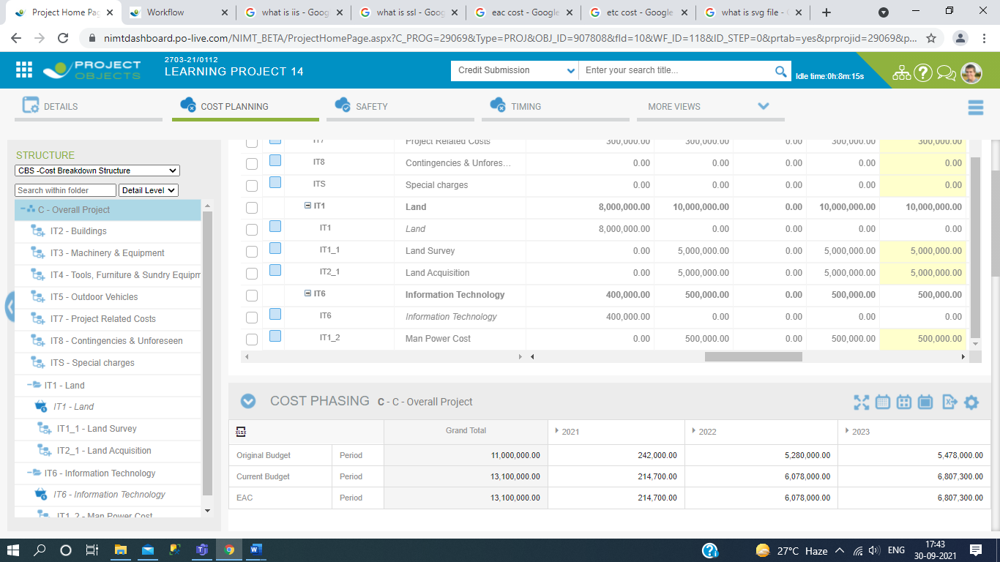 Project Home Pag
Workflow
what is iis - Goog
what is ssl - Goog
eac cost - Google
etc cost - Google
what is svg file - G
nimtdashboard.po-live.com/NIMT_BETA/ProjectHomePage.aspx?C_PROG=29069&Type=PROJ&OBJ_ID=907808&fId=10&WF_ID=118&ID_STEP=0&prtab=yes&prprojid=29069&p...
PROJECT OBJECTS
2703-21/0112
LEARNING PROJECT 14
Credit Submission
Enter your search title...
Idle time:0h:8m:15s
DETAILS
COST PLANNING
SAFETY
TIMING
MORE VIEWS
STRUCTURE
CBS -Cost Breakdown Structure
Search within folder
Detail Level
C - Overall Project
IT2 - Buildings
IT3 - Machinery & Equipment
IT4 - Tools, Furniture & Sundry Equipm
IT5 - Outdoor Vehicles
IT7 - Project Related Costs
IT8 - Contingencies & Unforeseen
ITS - Special charges
IT1 - Land
IT1 - Land
IT1_1 - Land Survey
IT2_1 - Land Acquisition
IT6 - Information Technology
IT6 - Information Technology
IT1_2 - Man Power Cost
IT7 Project Related Costs 300,000.00 300,000.00 0.00 300,000.00 300,000.00
IT8 Contingencies & Unfores... 0.00 0.00 0.00 0.00 0.00
ITS Special charges 0.00 0.00 0.00 0.00 0.00
IT1 Land 8,000,000.00 10,000,000.00 0.00 10,000,000.00 10,000,000.00
IT1 Land 8,000,000.00 0.00 0.00 0.00 0.00
IT1_1 Land Survey 0.00 5,000,000.00 0.00 5,000,000.00 5,000,000.00
IT2_1 Land Acquisition 0.00 5,000,000.00 0.00 5,000,000.00 5,000,000.00
IT6 Information Technology 400,000.00 500,000.00 0.00 500,000.00 500,000.00
IT6 Information Technology 400,000.00 0.00 0.00 0.00 0.00
IT1_2 Man Power Cost 0.00 500,000.00 0.00 500,000.00 500,000.00
COST PHASING C - C - Overall Project
XLSX Grand Total 2021 2022 2023
Original Budget Period 11,000,000.00 242,000.00 5,280,000.00 5,478,000.00
Current Budget Period 13,100,000.00 214,700.00 6,078,000.00 6,807,300.00
EAC Period 13,100,000.00 214,700.00 6,078,000.00 6,807,300.00
27°C Haze
ENG
17:43
30-09-2021